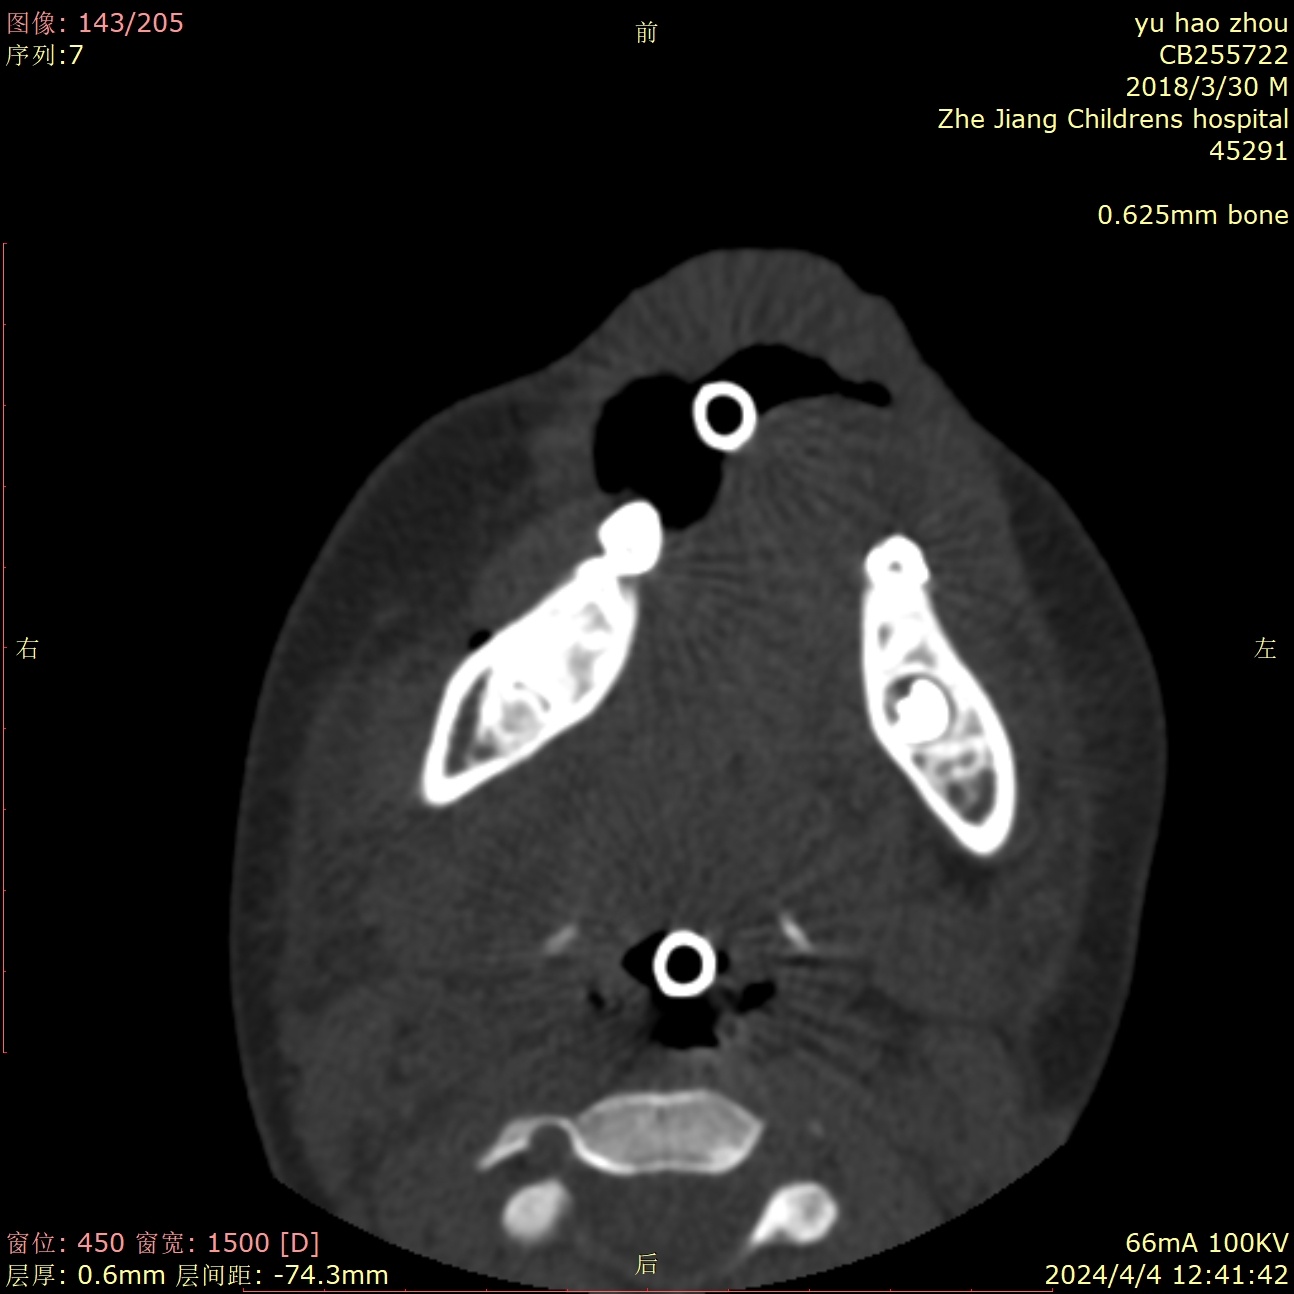 图像: 143/205
序列:7
前
yu hao zhou
CB255722
2018/3/30 M
Zhe Jiang Childrens hospital
45291
0.625mm bone
右
左
窗位: 450 窗宽: 1500 [D]
层厚: 0.6mm 层间距: -74.3mm
后
66mA 100KV
2024/4/4 12:41:42